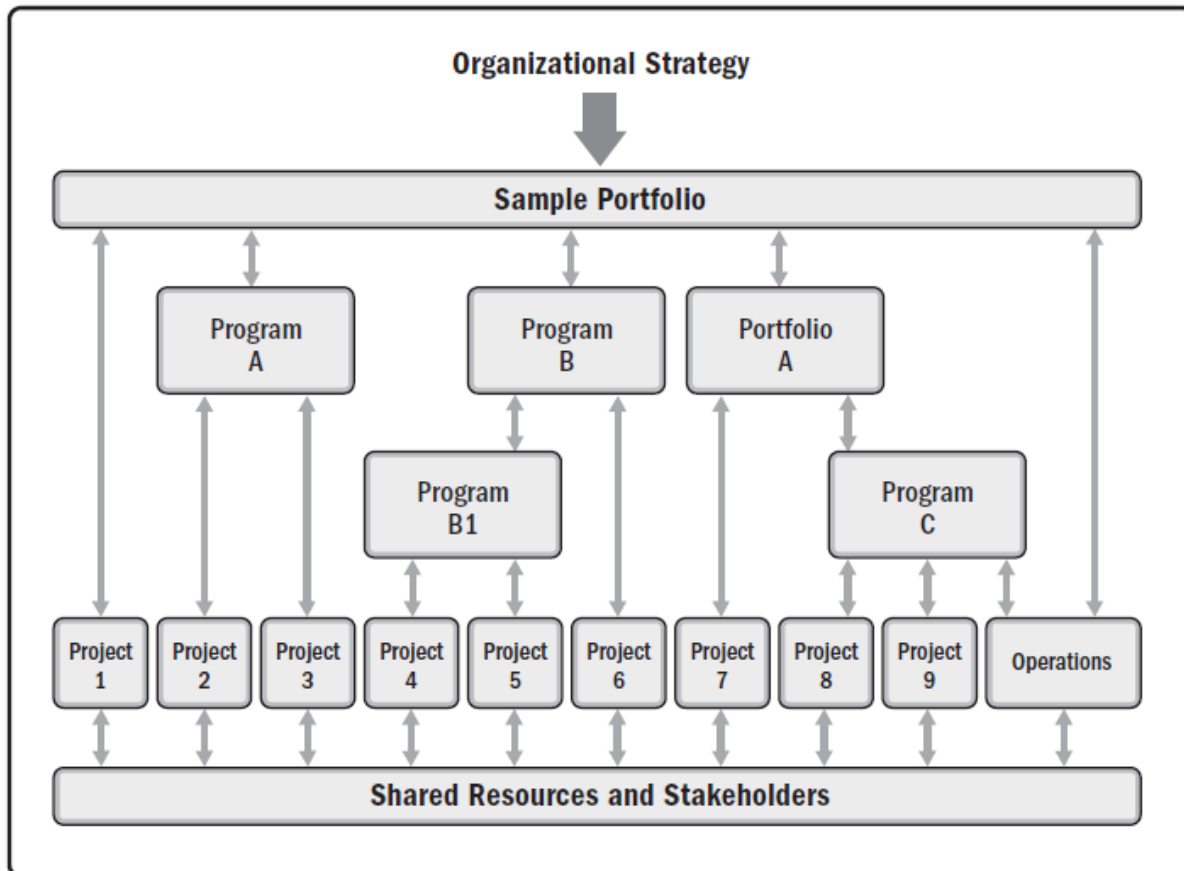 Organizational Strategy
Sample Portfolio
Program
A
Program
B
Portfolio
A
Program
B1
Program
C
Project
1
Project
2
Project
3
Project
4
Project
5
Project
6
Project
7
Project
8
Project
9
Operations
Shared Resources and Stakeholders